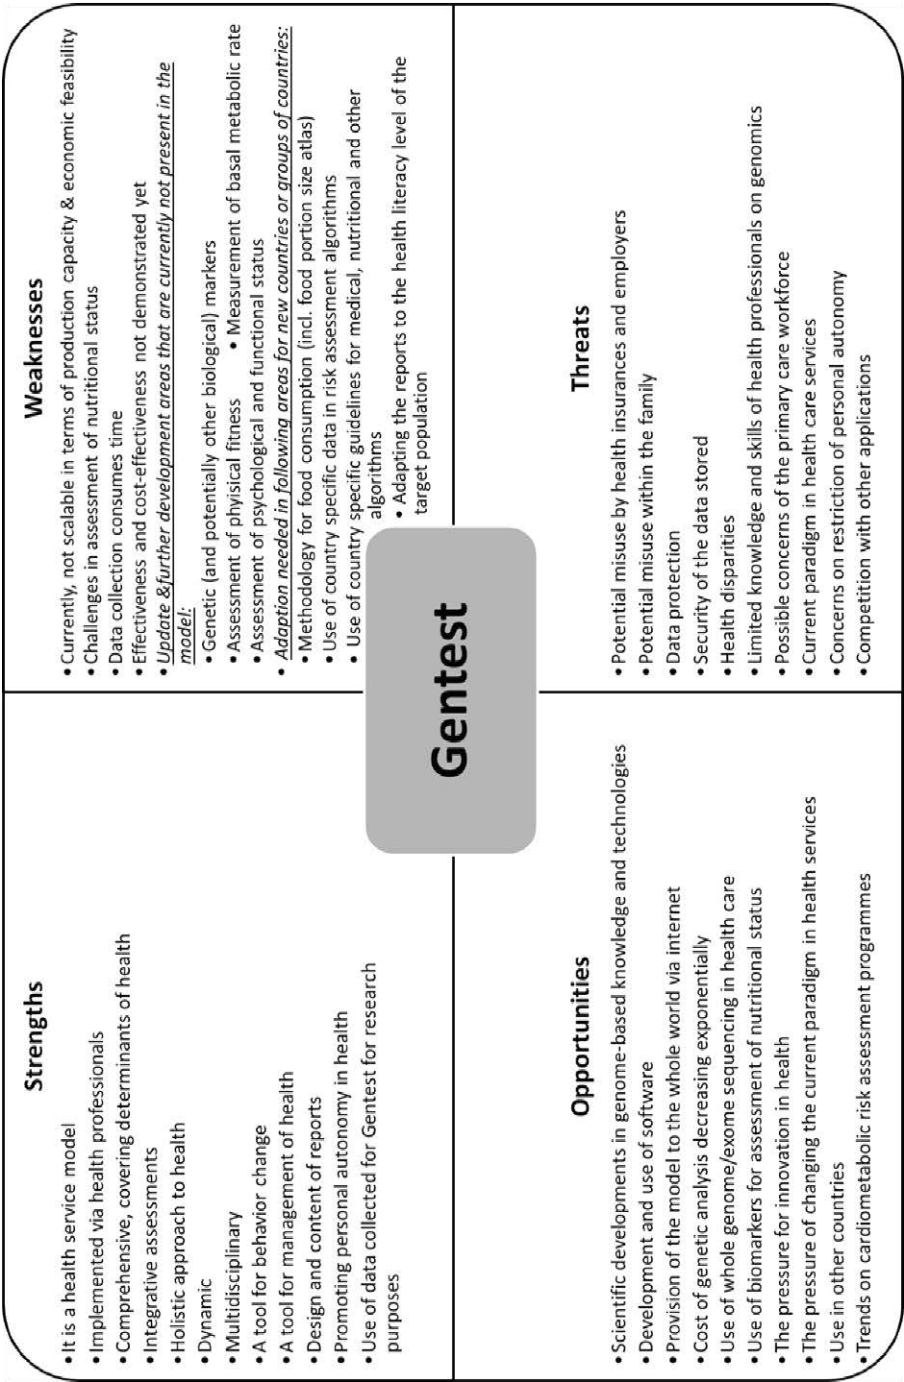 Strengths
• It is a health service model
• Implemented via health professionals
• Comprehensive, covering determinants of health
• Integrative assessments
• Holistic approach to health
• Dynamic
• Multidisciplinary
• A tool for behavior change
• A tool for management of health
• Design and content of reports
• Promoting personal autonomy in health
• Use of data collected for Gentest for research
purposes
Weaknesses
• Currently, not scalable in terms of production capacity & economic feasibility
• Challenges in assessment of nutritional status
• Data collection consumes time
• Effectiveness and cost-effectiveness not demonstrated yet
• Update &further development areas that are currently not present in the
model:
• Genetic (and potentially other biological) markers
• Assessment of phyisical fitness • Measurement of basal metabolic rate
• Assessment of psychological and functional status
• Adaption needed in following areas for new countries or groups of countries:
• Methodology for food consumption (incl. food portion size atlas)
• Use of country specific data in risk assessment algorithms
• Use of country specific guidelines for medical, nutritional and other
algorithms
• Adapting the reports to the health literacy level of the
target population
Gentest
Opportunities
• Scientific developments in genome-based knowledge and technologies
• Development and use of software
• Provision of the model to the whole world via internet
• Cost of genetic analysis decreasing exponentially
• Use of whole genome/exome sequencing in health care
• Use of biomarkers for assessment of nutritional status
• The pressure for innovation in health
• The pressure of changing the current paradigm in health services
• Use in other countries
• Trends on cardiometabolic risk assessment programmes
Threats
• Potential misuse by health insurances and employers
• Potential misuse within the family
• Data protection
• Security of the data stored
• Health disparities
• Limited knowledge and skills of health professionals on genomics
• Possible concerns of the primary care workforce
• Current paradigm in health care services
• Concerns on restriction of personal autonomy
• Competition with other applications